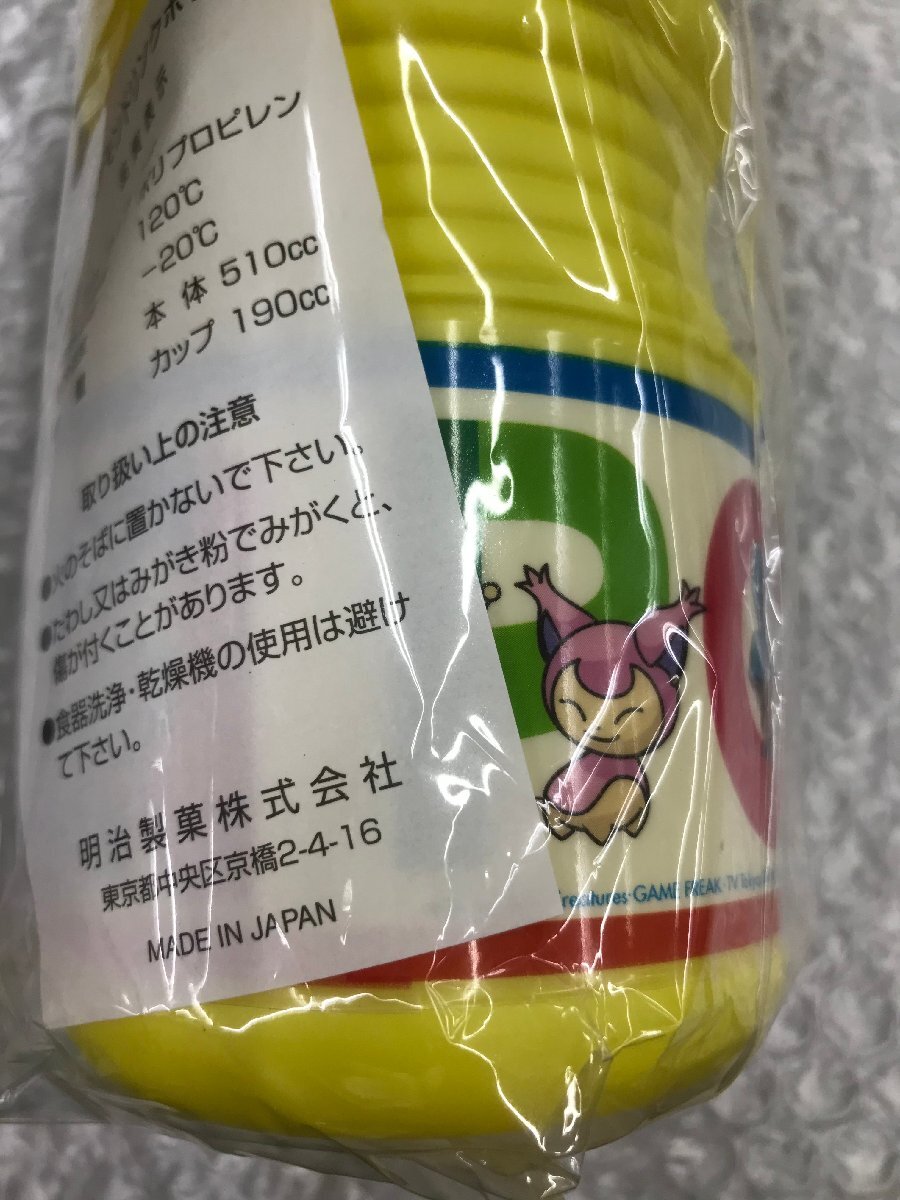 ポリプロピレン
120℃
-20℃
本 体 510cc
カップ 190cc
取り扱い上の注意
●火のそばに置かないで下さい。
●たわし又はみがき粉でみがくと、
傷が付くことがあります。
●食器洗浄・乾燥機の使用は避け
て下さい。
明治製菓株式会社
東京都中央区京橋2-4-16
MADE IN JAPAN
Creatures・GAME FREAK・TV Tokyo